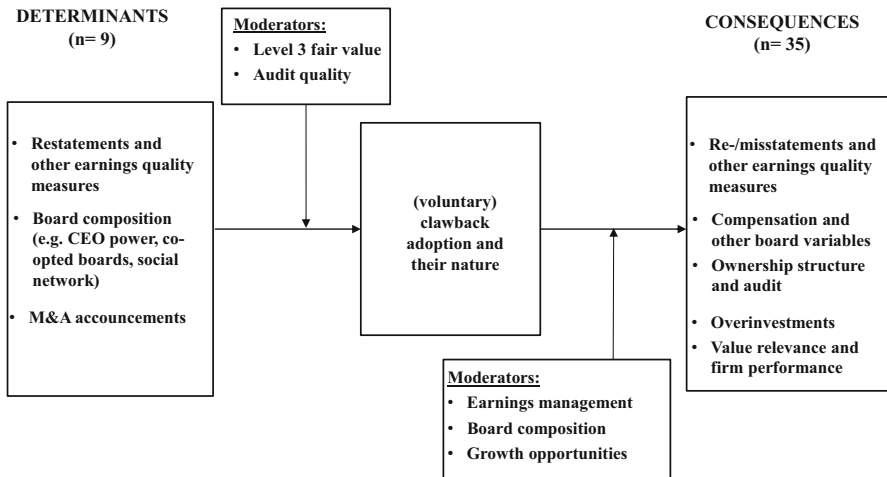 DETERMINANTS
(n= 9)
• Restatements and
other earnings quality
measures
• Board composition
(e.g. CEO power, co-
opted boards, social
network)
• M&A accouncements
Moderators:
• Level 3 fair value
• Audit quality
(voluntary)
clawback
adoption and
their nature
Moderators:
• Earnings management
• Board composition
• Growth opportunities
CONSEQUENCES
(n= 35)
• Re-/misstatements and
other earnings quality
measures
• Compensation and
other board variables
• Ownership structure
and audit
• Overinvestments
• Value relevance and
firm performance